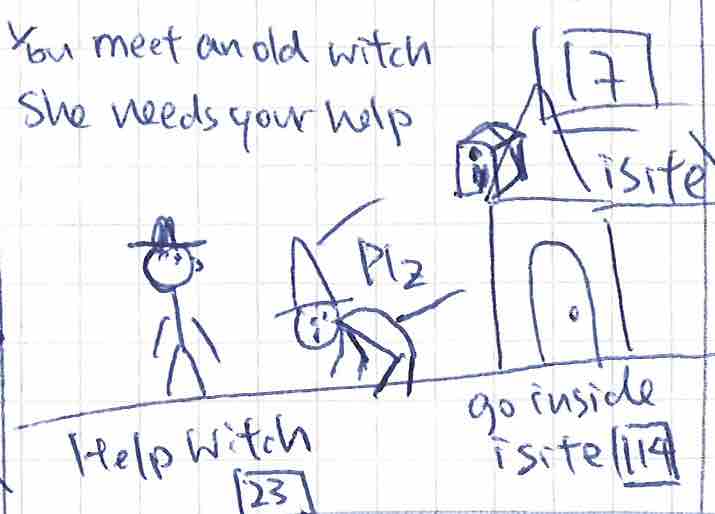 You meet an old witch
She needs your help
17
i
isite
Plz
Help Witch
23
go inside
isite
114